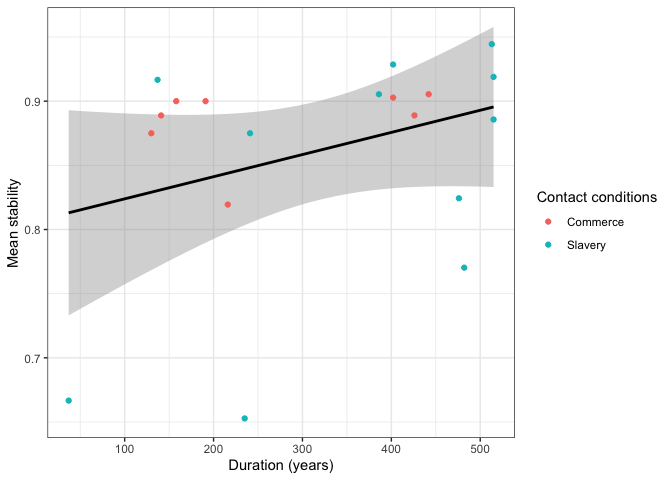 0.9
0.8
0.7
Mean stability
100 200 300 400 500
Duration (years)
Contact conditions
Commerce
Slavery